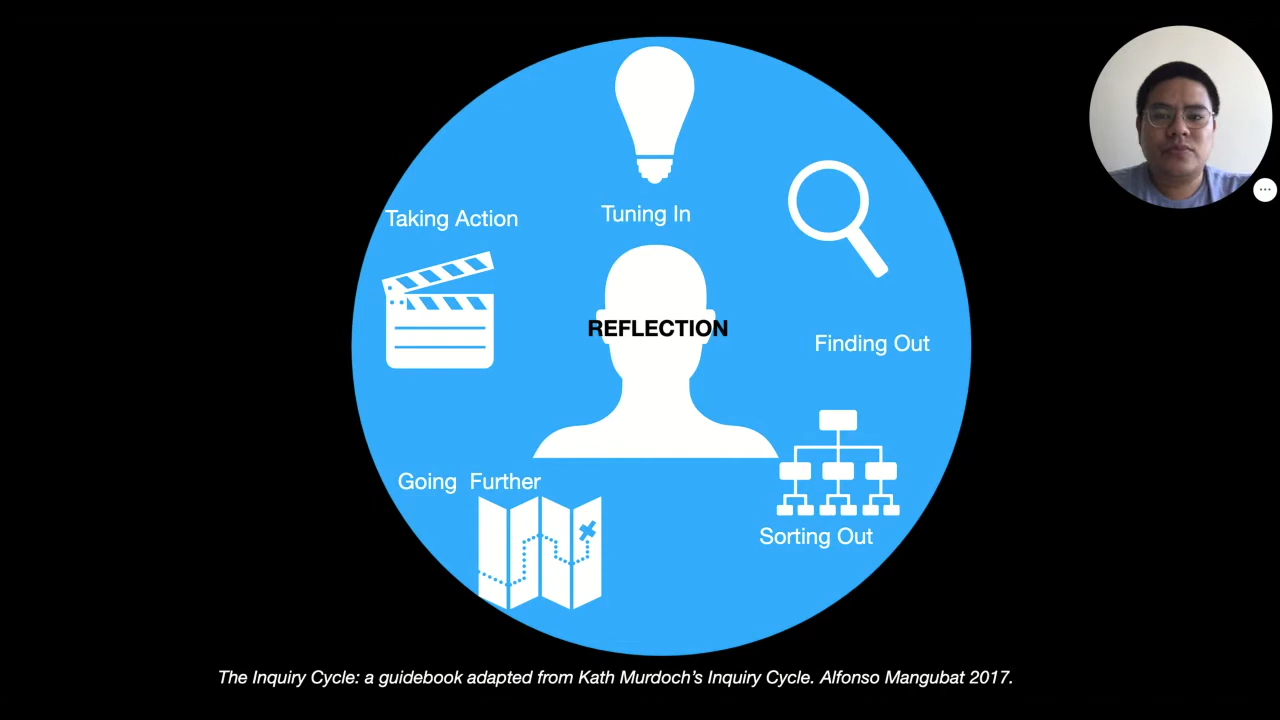 Tuning In
Taking Action
REFLECTION
Finding Out
Going Further
Sorting Out
The Inquiry Cycle: a guidebook adapted from Kath Murdoch's Inquiry Cycle. Alfonso Mangubat 2017.